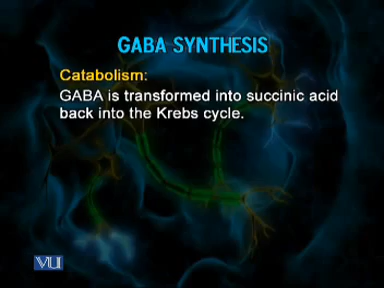 GABA SYNTHESIS
Catabolism:
GABA is transformed into succinic acid
back into the Krebs cycle.
VU